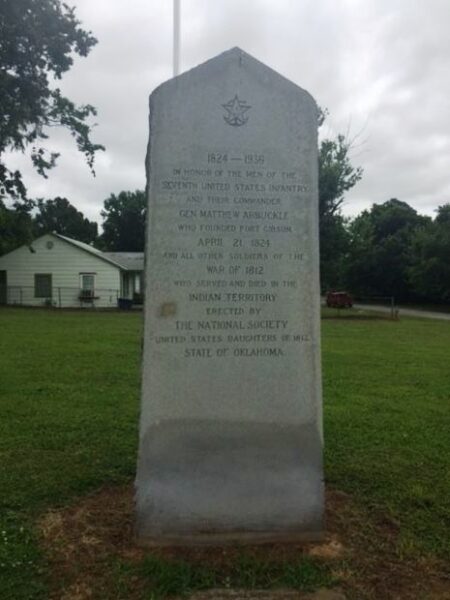 1824 — 1936
IN HONOR OF THE MEN OF THE
SEVENTH UNITED STATES INFANTRY
AND THEIR COMMANDER
GEN. MATTHEW ARBUCKLE
WHO FOUNDED FORT GIBSON
APRIL 21, 1824
AND ALL OTHER SOLDIERS OF THE
WAR OF 1812
WHO SERVED AND DIED IN THE
INDIAN TERRITORY
ERECTED BY
THE NATIONAL SOCIETY
UNITED STATES DAUGHTERS OF 1812
STATE OF OKLAHOMA